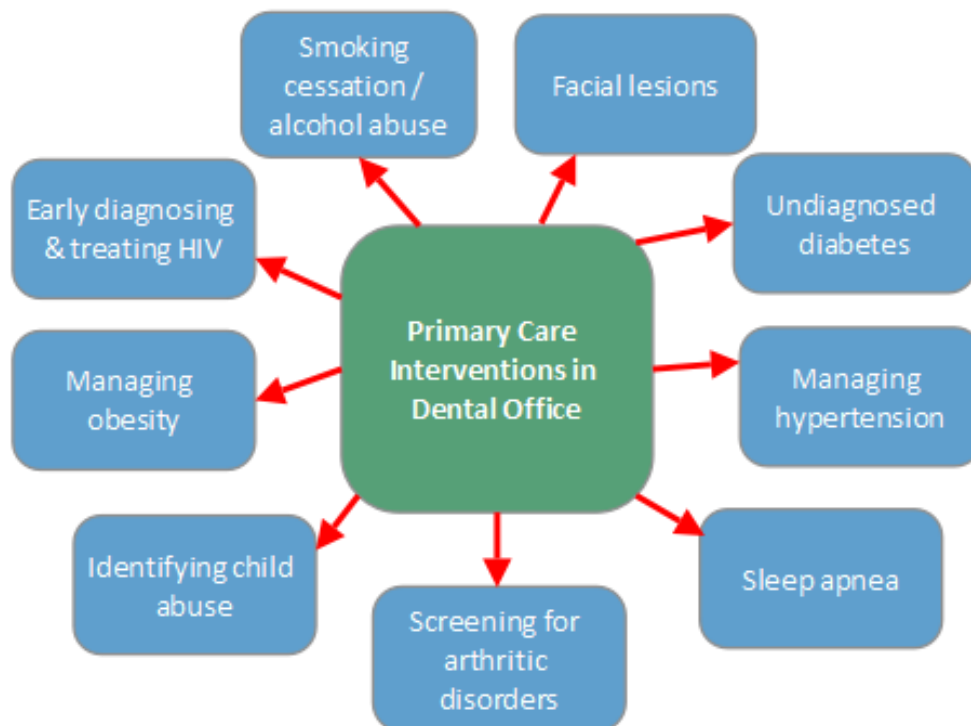 Smoking
cessation /
alcohol abuse
Facial lesions
Early diagnosing
& treating HIV
Undiagnosed
diabetes
Primary Care
Interventions in
Dental Office
Managing
obesity
Managing
hypertension
Identifying child
abuse
Screening for
arthritic
disorders
Sleep apnea